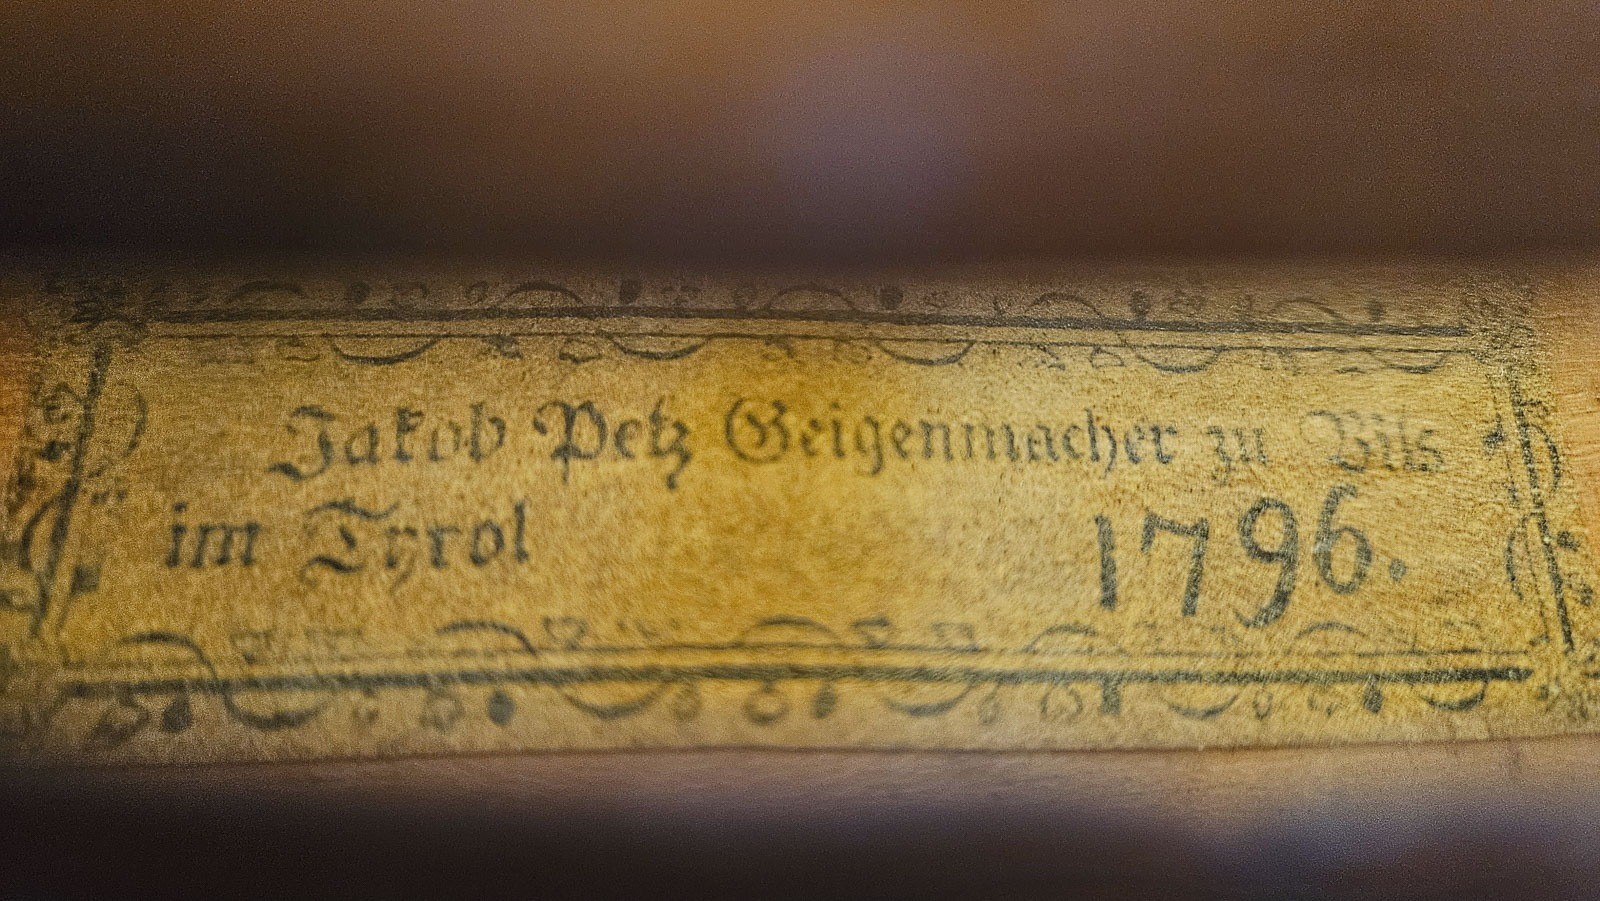 Jakob Petz Geigenmacher zu Vils
im Tyrol 1796.